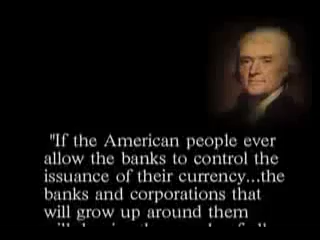 "If the American people ever
allow the banks to control the
issuance of their currency...the
banks and corporations that
will grow up around them